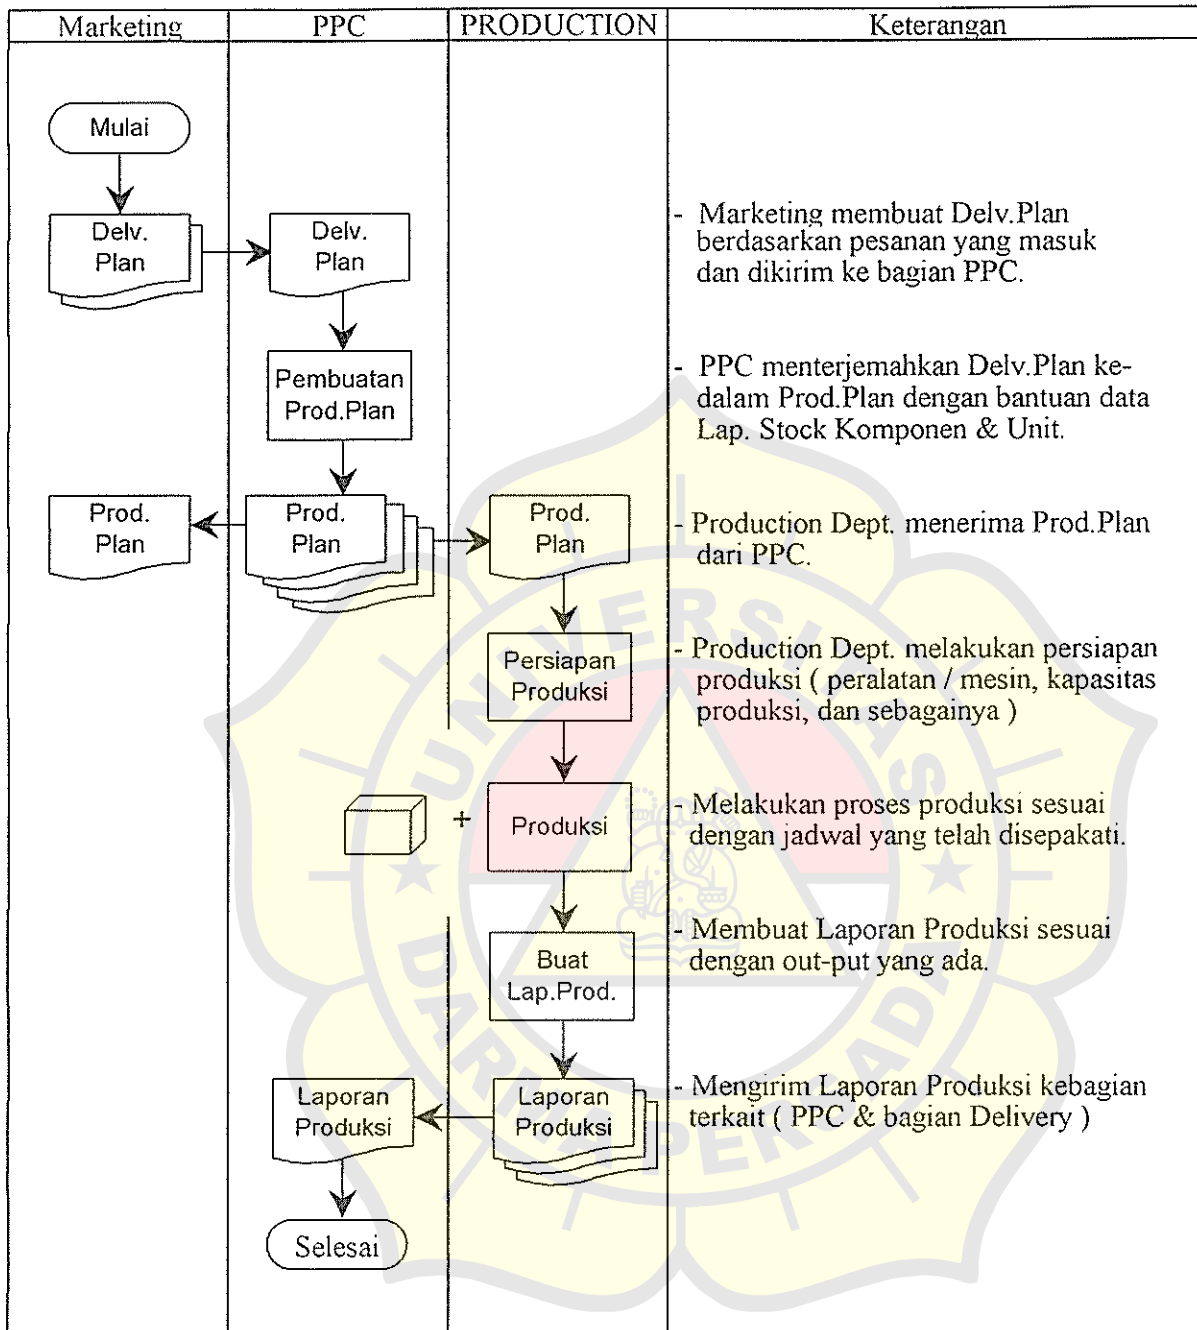 Marketing
PPC
PRODUCTION
Keterangan
Mulai
Delv.
Plan
Delv.
Plan
- Marketing membuat Delv.Plan
berdasarkan pesanan yang masuk
dan dikirim ke bagian PPC.
Pembuatan
Prod.Plan
- PPC menterjemahkan Delv.Plan ke-
dalam Prod.Plan dengan bantuan data
Lap. Stock Komponen & Unit.
Prod.
Plan
Prod.
Plan
Prod.
Plan
- Production Dept. menerima Prod.Plan
dari PPC.
Persiapan
Produksi
- Production Dept. melakukan persiapan
produksi ( peralatan / mesin, kapasitas
produksi, dan sebagainya )
+
Produksi
- Melakukan proses produksi sesuai
dengan jadwal yang telah disepakati.
Buat
Lap.Prod.
- Membuat Laporan Produksi sesuai
dengan out-put yang ada.
Laporan
Produksi
Laporan
Produksi
- Mengirim Laporan Produksi kebagian
terkait ( PPC & bagian Delivery )
Selesai
UNIVERSITAS
DARMA PERSADA